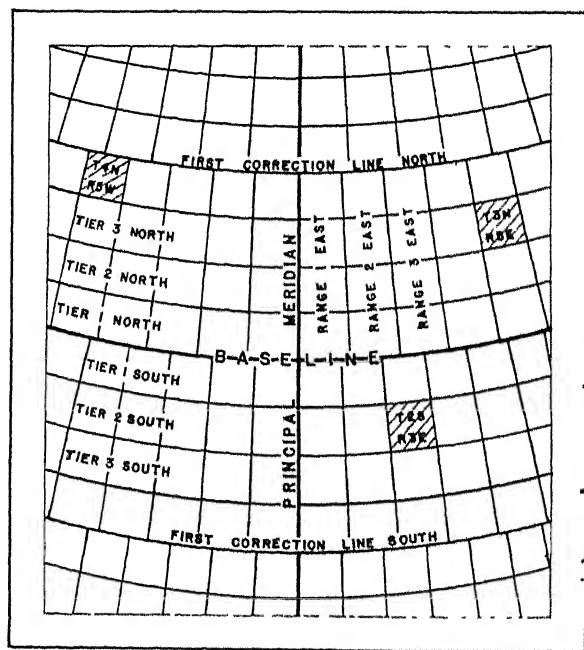 FIRST CORRECTION LINE NORTH
T4N
R5W
T3N
R5E
TIER 3 NORTH
TIER 2 NORTH
TIER 1 NORTH
MERIDIAN
RANGE 1 EAST
RANGE 2 EAST
RANGE 3 EAST
BASELINE
TIER 1 SOUTH
TIER 2 SOUTH
TIER 3 SOUTH
PRINCIPAL
T2S
R3E
FIRST CORRECTION LINE SOUTH